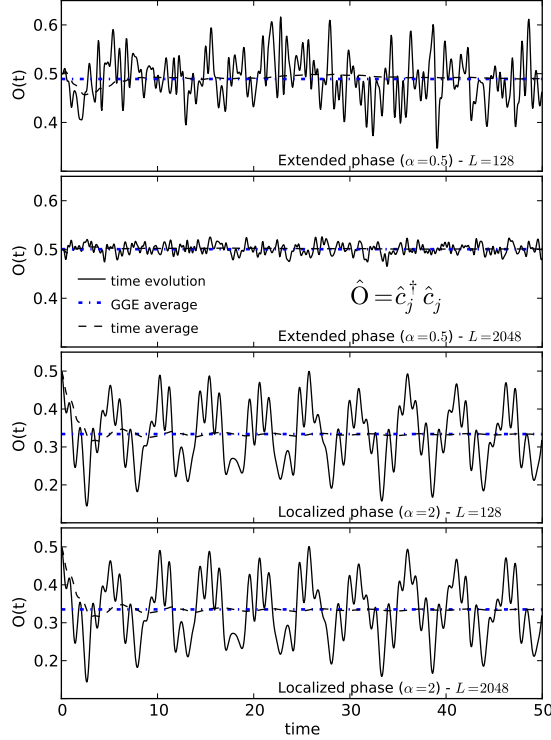 0.6
0.5
0.4
O(t)
Extended phase (α=0.5) - L=128
0.6
0.5
0.4
O(t)
time evolution
GGE average
time average
Ô=ĉ†ⱼ ĉⱼ
Extended phase (α=0.5) - L=2048
0.5
0.4
0.3
0.2
O(t)
Localized phase (α=2) - L=128
0.5
0.4
0.3
0.2
O(t)
Localized phase (α=2) - L=2048
0 10 20 30 40 50
time